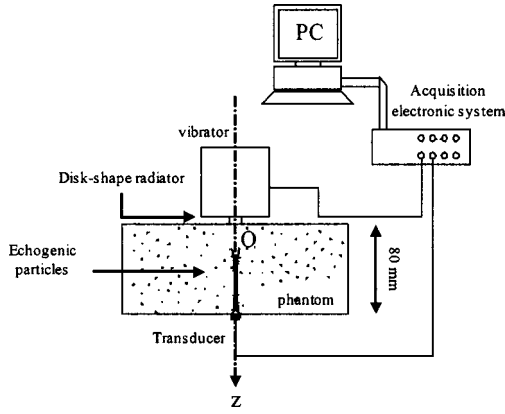 PC
Acquisition
electronic system
vibrator
Disk-shape radiator
O
Echogenic
particles
80 mm
phantom
Transducer
Z